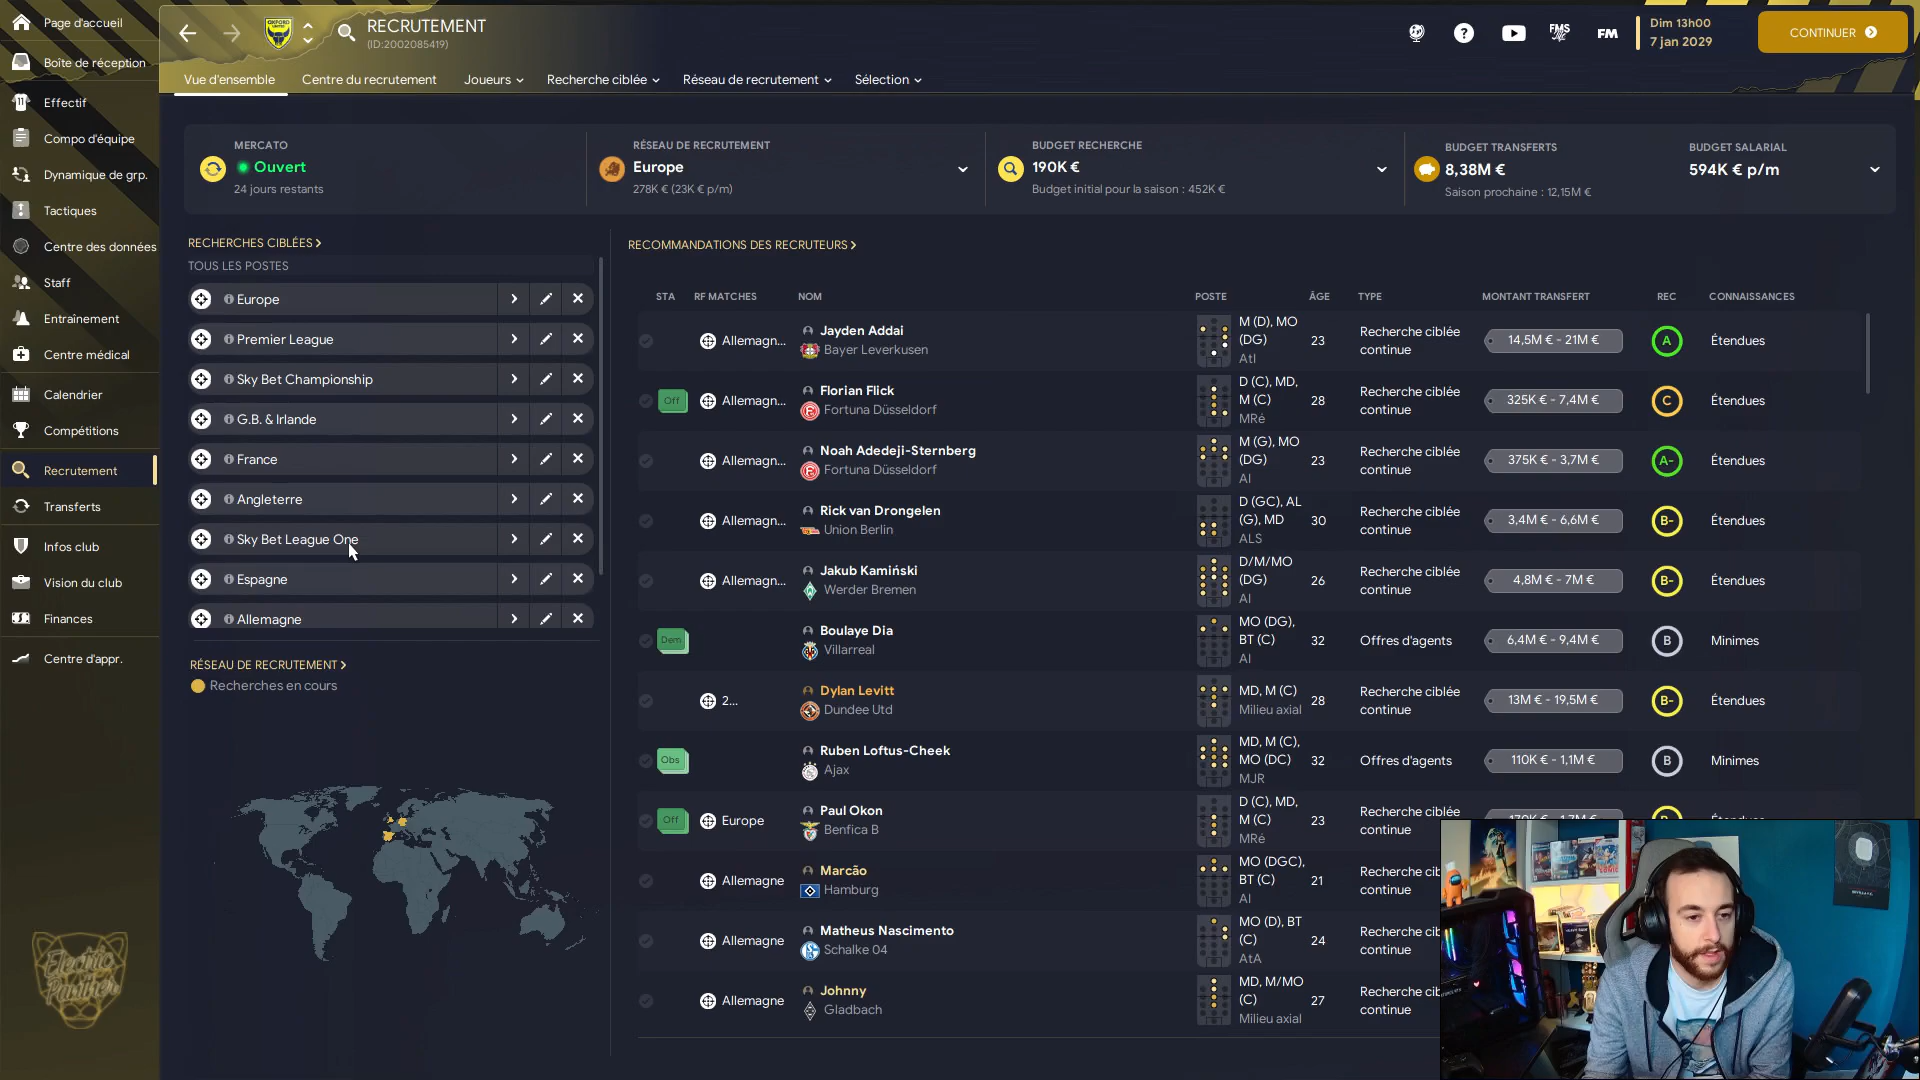 Page d'accueil
Boîte de réception
Effectif
Compo d'équipe
Dynamique de grp.
Tactiques
Centre des données
Staff
Entraînement
Centre médical
Calendrier
Compétitions
Recrutement
Transferts
Infos club
Vision du club
Finances
Centre d'appr.
Electric
Panther
OXFORD
UNITED
RECRUTEMENT
(ID:2002085419)
FMS
FM
Dim 13h00
7 jan 2029
CONTINUER
Vue d'ensemble
Centre du recrutement
Joueurs
Recherche ciblée
Réseau de recrutement
Sélection
MERCATO
Ouvert
24 jours restants
RÉSEAU DE RECRUTEMENT
Europe
278K € (23K € p/m)
BUDGET RECHERCHE
190K €
Budget initial pour la saison : 452K €
BUDGET TRANSFERTS
8,38M €
Saison prochaine : 12,15M €
BUDGET SALARIAL
594K € p/m
RECHERCHES CIBLÉES
TOUS LES POSTES
Europe
Premier League
Sky Bet Championship
G.B. & Irlande
France
Angleterre
Sky Bet League One
Espagne
Allemagne
RÉSEAU DE RECRUTEMENT
Recherches en cours
RECOMMANDATIONS DES RECRUTEURS
STA RF MATCHES NOM POSTE ÂGE TYPE MONTANT TRANSFERT REC CONNAISSANCES
Allemagn... Jayden Addai
Bayer Leverkusen
M (D), MO
(DG)
Atl
23
Recherche ciblée
continue
14,5M € - 21M €
A
Étendues
Off Allemagn... Florian Flick
Fortuna Düsseldorf
D (C), MD,
M (C)
MRé
28
Recherche ciblée
continue
325K € - 7,4M €
C
Étendues
Allemagn... Noah Adedeji-Sternberg
Fortuna Düsseldorf
M (G), MO
(DG)
AI
23
Recherche ciblée
continue
375K € - 3,7M €
A-
Étendues
Allemagn... Rick van Drongelen
Union Berlin
D (GC), AL
(G), MD
ALS
30
Recherche ciblée
continue
3,4M € - 6,6M €
B-
Étendues
Allemagn... Jakub Kamiński
Werder Bremen
D/M/MO
(DG)
AI
26
Recherche ciblée
continue
4,8M € - 7M €
B-
Étendues
Dem Boulaye Dia
Villarreal
MO (DG),
BT (C)
AI
32
Offres d'agents
6,4M € - 9,4M €
B
Minimes
2... Dylan Levitt
Dundee Utd
MD, M (C)
Milieu axial
28
Recherche ciblée
continue
13M € - 19,5M €
B-
Étendues
Obs Ruben Loftus-Cheek
Ajax
MD, M (C),
MO (DC)
MJR
32
Offres d'agents
110K € - 1,1M €
B
Minimes
Off Europe Paul Okon
Benfica B
D (C), MD,
M (C)
MRé
23
Recherche ciblée
continue
Allemagne Marcão
Hamburg
MO (DGC),
BT (C)
AI
21
Recherche cib
continue
Allemagne Matheus Nascimento
Schalke 04
MO (D), BT
(C)
AtA
24
Recherche cib
continue
Allemagne Johnny
Gladbach
MD, M/MO
(C)
Milieu axial
27
Recherche cib
continue